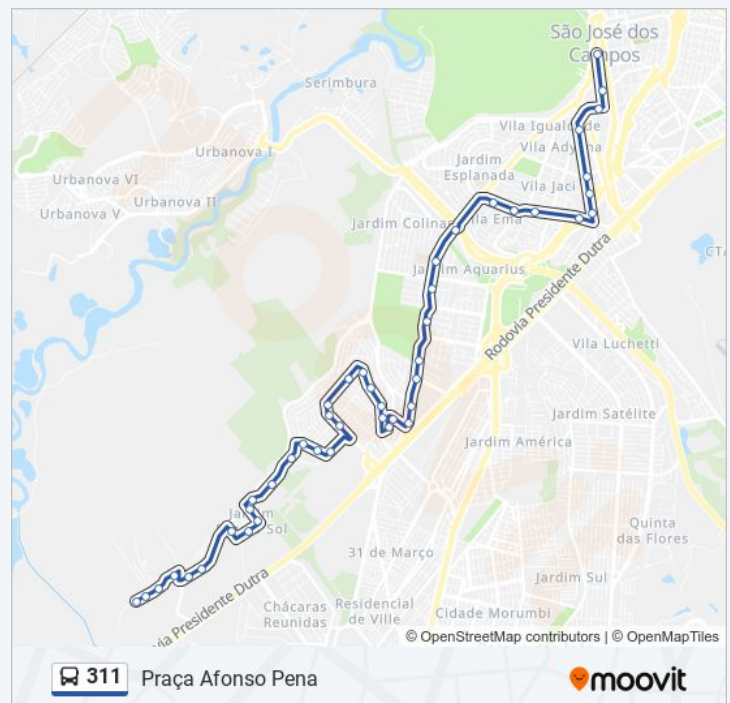 São José dos
Campos
Serimbura
Vila Igualdade
Urbanova I
Vila Adyana
Jardim
Esplanada
Urbanova VI
Vila Jaci
Urbanova II
Urbanova V
Jardim Colinas
Vila Ema
CTA
Jardim Aquarius
Rodovia Presidente Dutra
Vila Luchetti
Jardim Satélite
Jardim América
Jardim
Sol
Quinta
das Flores
31 de Março
Jardim Sul
via Presidente Dutra
Chácaras
Reunidas
Residencial
de Ville
Cidade Morumbi
© OpenStreetMap contributors | © OpenMapTiles
311 Praça Afonso Pena
moovit